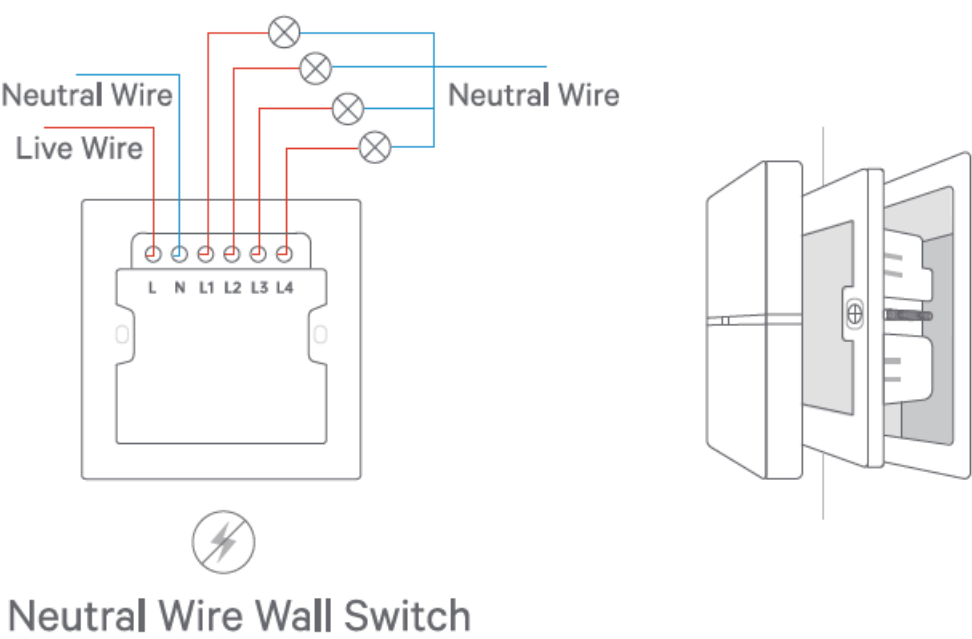 Neutral Wire
Neutral Wire
Live Wire
L N L1 L2 L3 L4
Neutral Wire Wall Switch